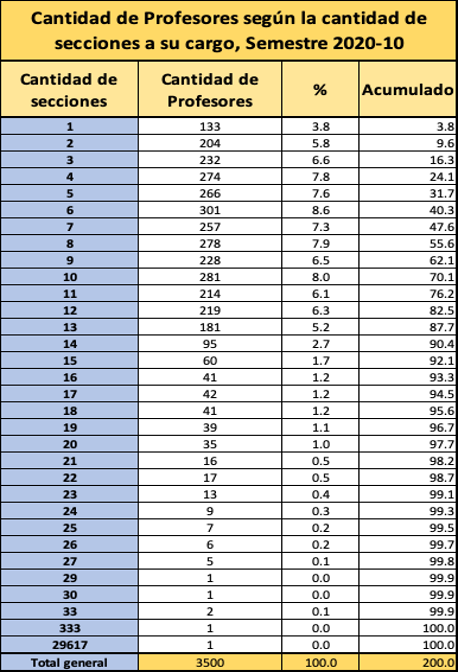 Cantidad de Profesores según la cantidad de
secciones a su cargo, Semestre 2020-10
Cantidad de secciones Cantidad de Profesores % Acumulado
1 133 3.8 3.8
2 204 5.8 9.6
3 232 6.6 16.3
4 274 7.8 24.1
5 266 7.6 31.7
6 301 8.6 40.3
7 257 7.3 47.6
8 278 7.9 55.6
9 228 6.5 62.1
10 281 8.0 70.1
11 214 6.1 76.2
12 219 6.3 82.5
13 181 5.2 87.7
14 95 2.7 90.4
15 60 1.7 92.1
16 41 1.2 93.3
17 42 1.2 94.5
18 41 1.2 95.6
19 39 1.1 96.7
20 35 1.0 97.7
21 16 0.5 98.2
22 17 0.5 98.7
23 13 0.4 99.1
24 9 0.3 99.3
25 7 0.2 99.5
26 6 0.2 99.7
27 5 0.1 99.8
29 1 0.0 99.9
30 1 0.0 99.9
33 2 0.1 99.9
333 1 0.0 100.0
29617 1 0.0 100.0
Total general 3500 100.0 200.0